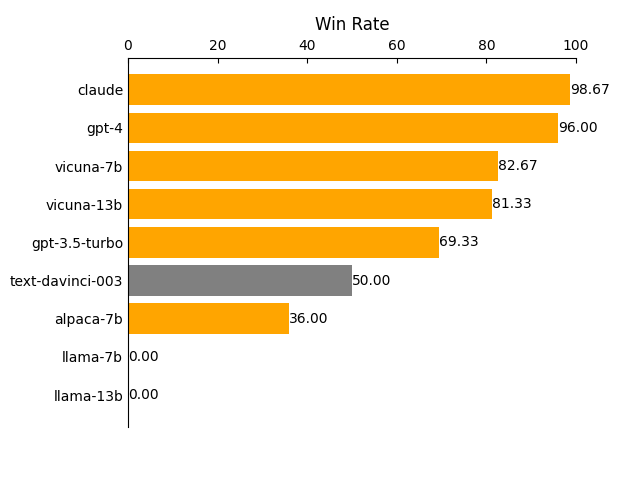 Win Rate
0 20 40 60 80 100
claude 98.67
gpt-4 96.00
vicuna-7b 82.67
vicuna-13b 81.33
gpt-3.5-turbo 69.33
text-davinci-003 50.00
alpaca-7b 36.00
llama-7b 0.00
llama-13b 0.00